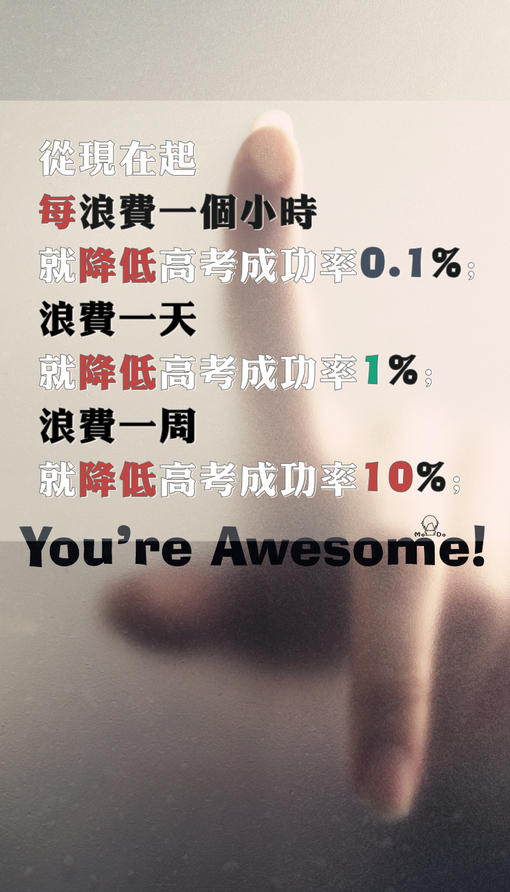 從現在起
每浪費一個小時
就降低高考成功率0.1%;
浪費一天
就降低高考成功率1%;
浪費一周
就降低高考成功率10%;
You're Awesome!
MoDo